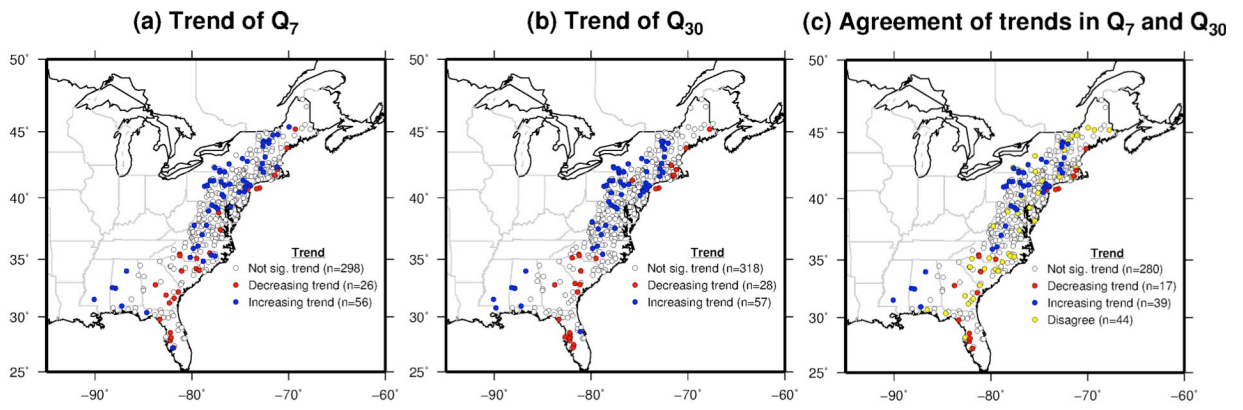 (a) Trend of Q7
50°
45°
40°
35°
30°
25°
−90° −80° −70° −60°
Trend
Not sig. trend (n=298)
Decreasing trend (n=26)
Increasing trend (n=56)
(b) Trend of Q30
50°
45°
40°
35°
30°
25°
−90° −80° −70° −60°
Trend
Not sig. trend (n=318)
Decreasing trend (n=28)
Increasing trend (n=57)
(c) Agreement of trends in Q7 and Q30
50°
45°
40°
35°
30°
25°
−90° −80° −70° −60°
Trend
Not sig. trend (n=280)
Decreasing trend (n=17)
Increasing trend (n=39)
Disagree (n=44)